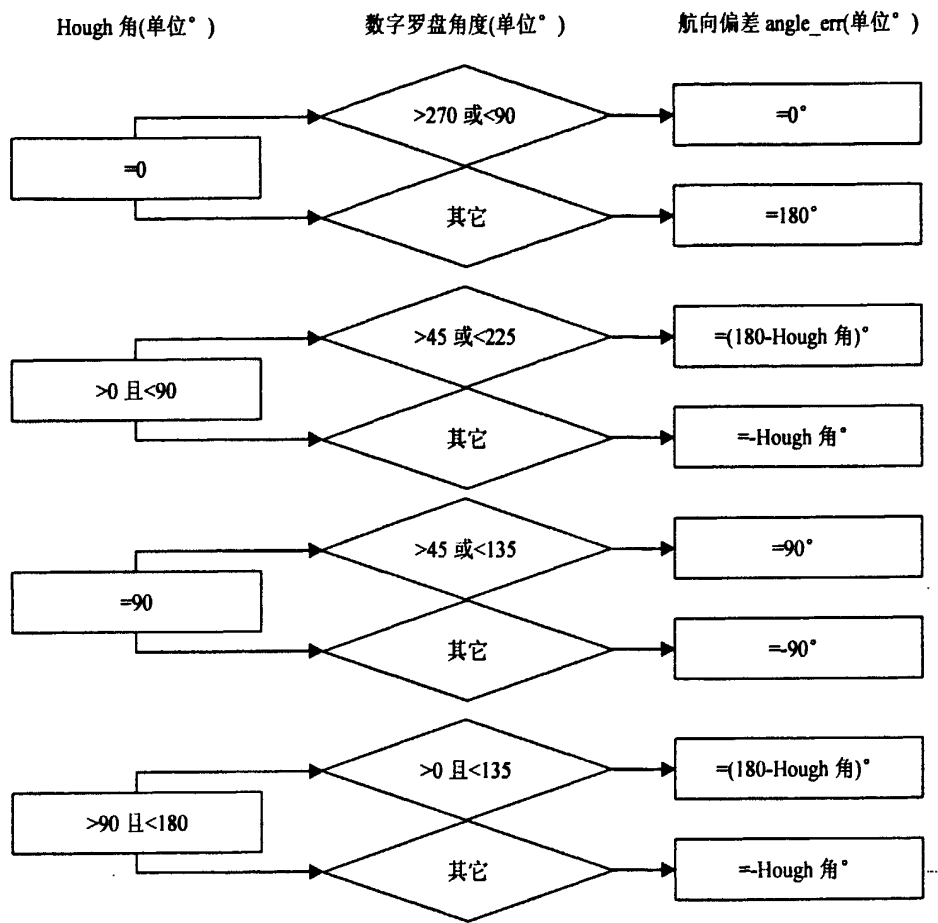 Hough 角(单位°) 数字罗盘角度(单位°) 航向偏差 angle_err(单位°)
>270 或<90
=0°
=0
其它
=180°
>45 或<225
=(180-Hough 角)°
>0 且<90
其它
=-Hough 角°
>45 或<135
=90°
=90
其它
=-90°
>0 且<135
=(180-Hough 角)°
>90 且<180
其它
=-Hough 角°